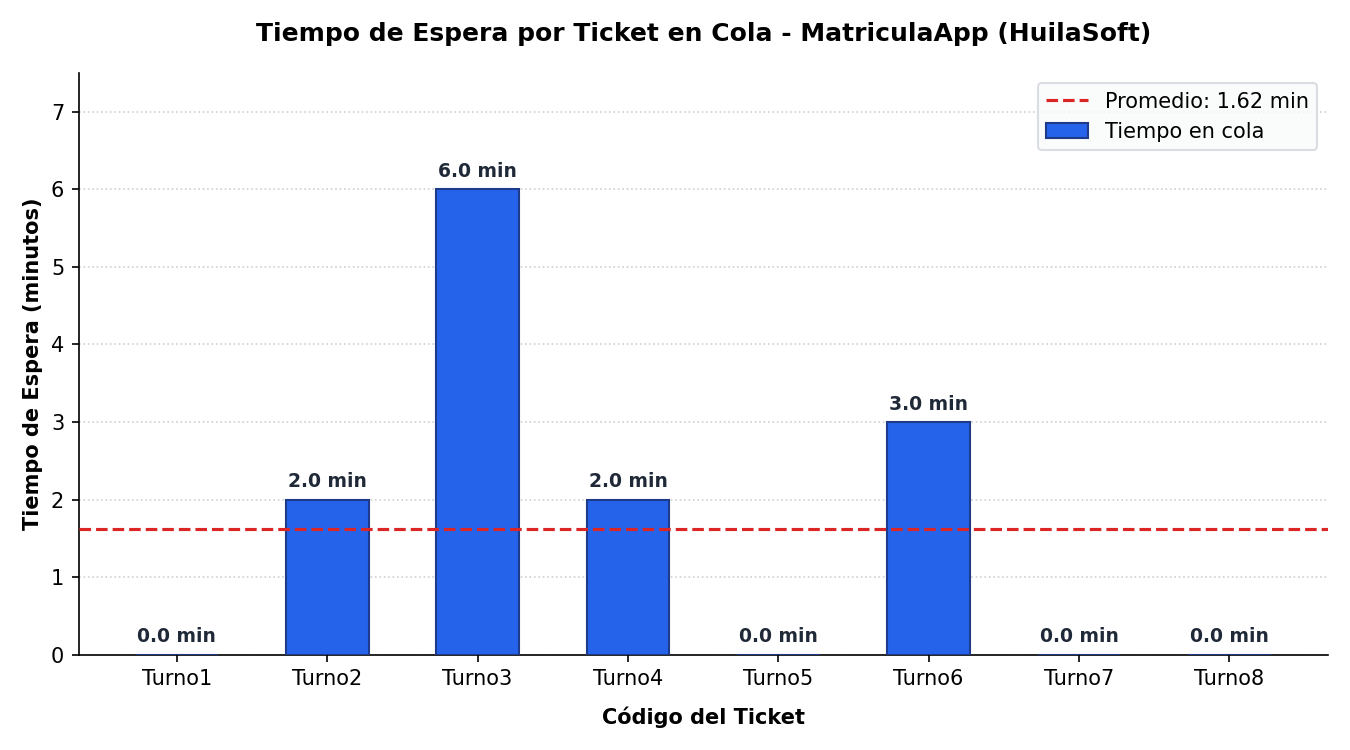 Tiempo de Espera por Ticket en Cola - MatriculaApp (HuilaSoft)
Promedio: 1.62 min
Tiempo en cola
Tiempo de Espera (minutos)
7
6
5
4
3
2
1
0
0.0 min
2.0 min
6.0 min
2.0 min
0.0 min
3.0 min
0.0 min
0.0 min
Turno1
Turno2
Turno3
Turno4
Turno5
Turno6
Turno7
Turno8
Código del Ticket